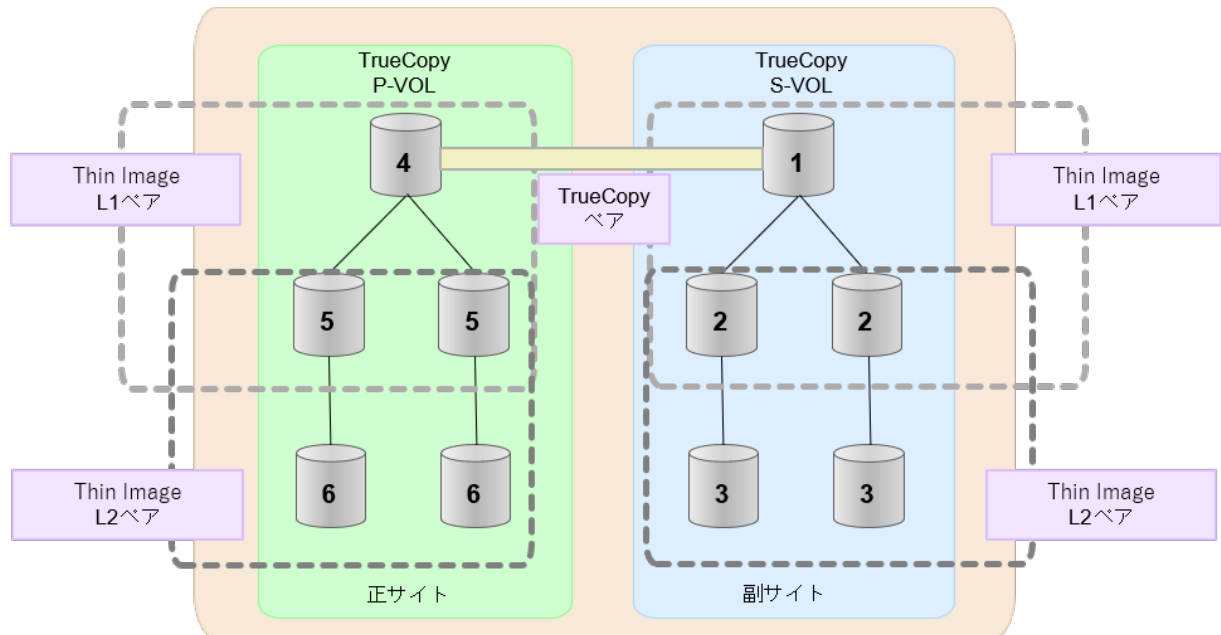 TrueCopy
P-VOL
TrueCopy
S-VOL
4
1
Thin Image
L1ペア
TrueCopy
ペア
Thin Image
L1ペア
5
5
2
2
6
6
3
3
Thin Image
L2ペア
Thin Image
L2ペア
正サイト
副サイト